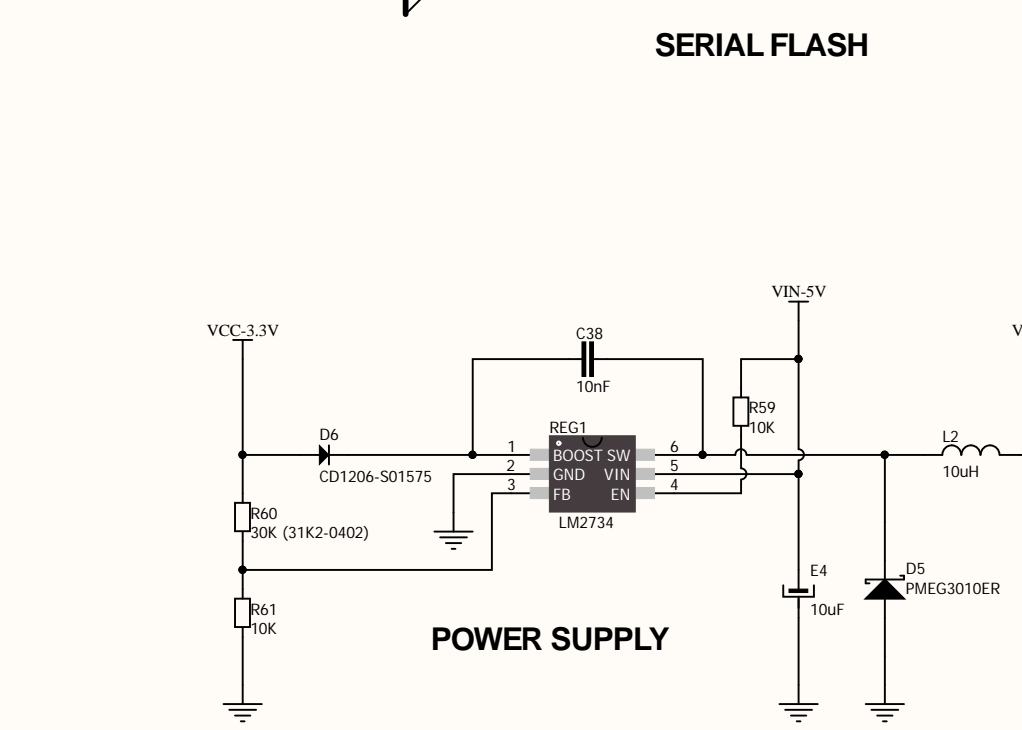 SERIAL FLASH
VIN-5V
VCC-3.3V
V
C38
10nF
R59
10K
REG1
D6
CD1206-S01575
1
2
3
BOOST SW
GND VIN
FB EN
6
5
4
LM2734
L2
10uH
R60
30K (31K2-0402)
E4
10uF
D5
PMEG3010ER
R61
10K
POWER SUPPLY